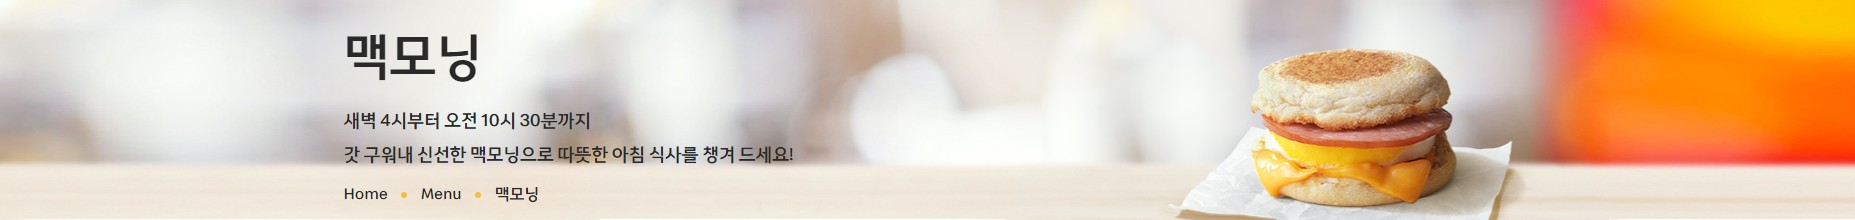 맥모닝
새벽 4시부터 오전 10시 30분까지
갓 구워내 신선한 맥모닝으로 따뜻한 아침 식사를 챙겨 드세요!
Home • Menu • 맥모닝